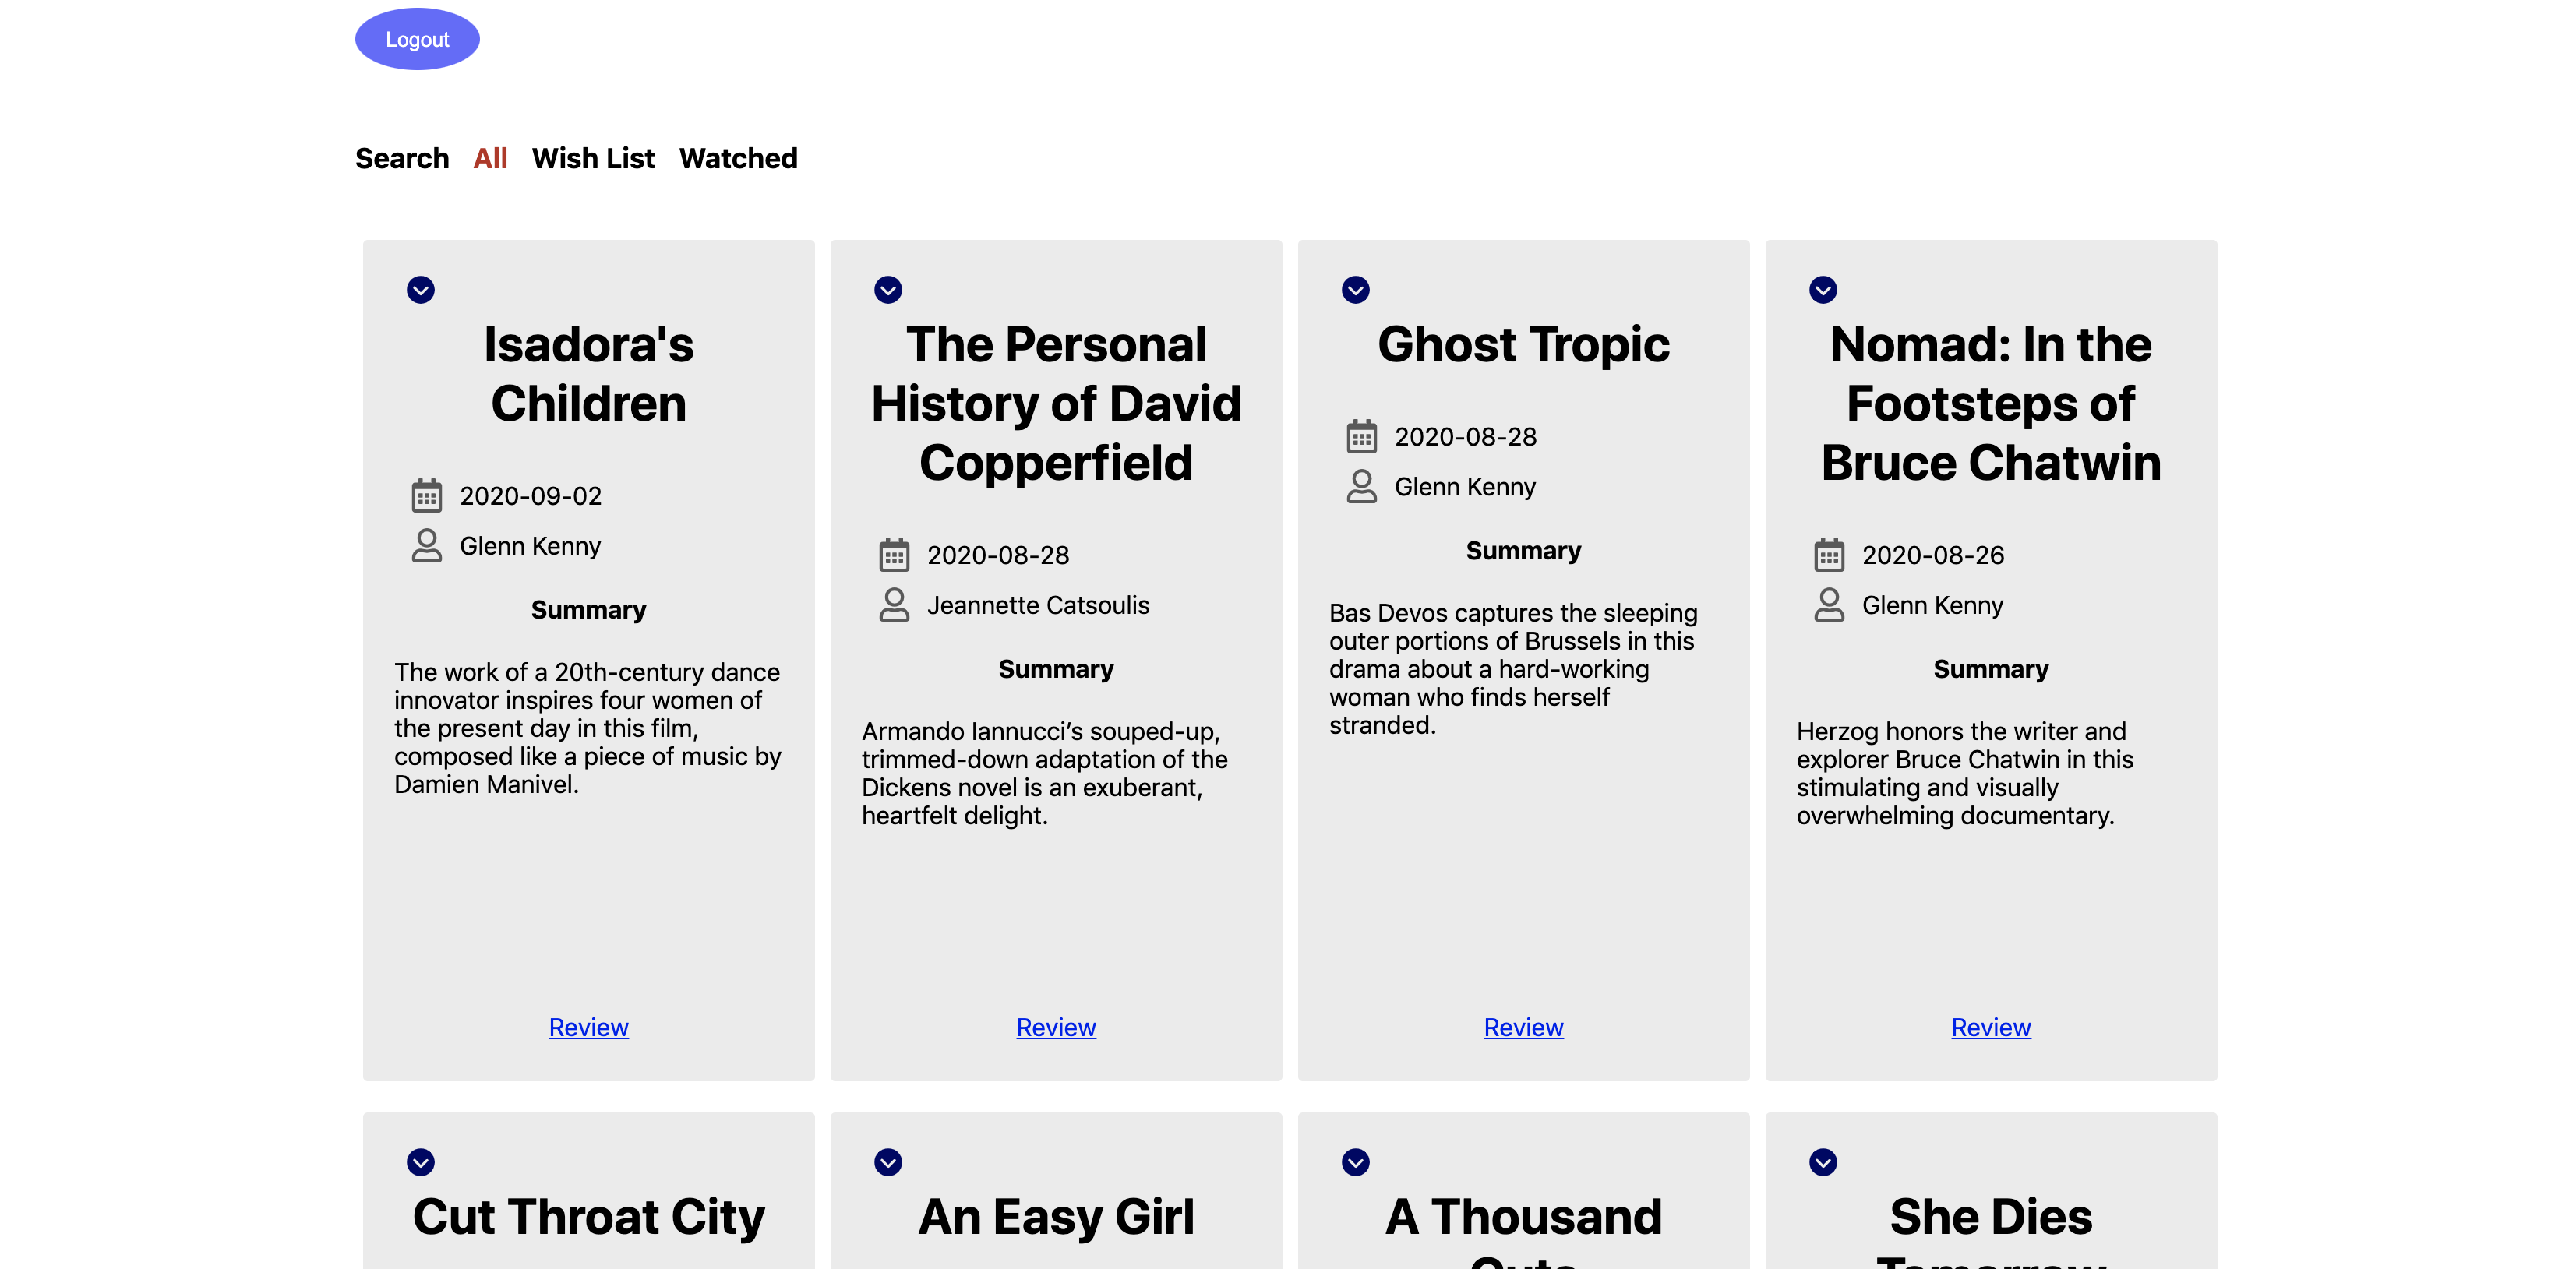 Logout
Search All Wish List Watched
Isadora's
Children
2020-09-02
Glenn Kenny
Summary
The work of a 20th-century dance
innovator inspires four women of
the present day in this film,
composed like a piece of music by
Damien Manivel.
Review
The Personal
History of David
Copperfield
2020-08-28
Jeannette Catsoulis
Summary
Armando Iannucci’s souped-up,
trimmed-down adaptation of the
Dickens novel is an exuberant,
heartfelt delight.
Review
Ghost Tropic
2020-08-28
Glenn Kenny
Summary
Bas Devos captures the sleeping
outer portions of Brussels in this
drama about a hard-working
woman who finds herself
stranded.
Review
Nomad: In the
Footsteps of
Bruce Chatwin
2020-08-26
Glenn Kenny
Summary
Herzog honors the writer and
explorer Bruce Chatwin in this
stimulating and visually
overwhelming documentary.
Review
Cut Throat City
An Easy Girl
A Thousand
Cuts
She Dies
Tomorrow